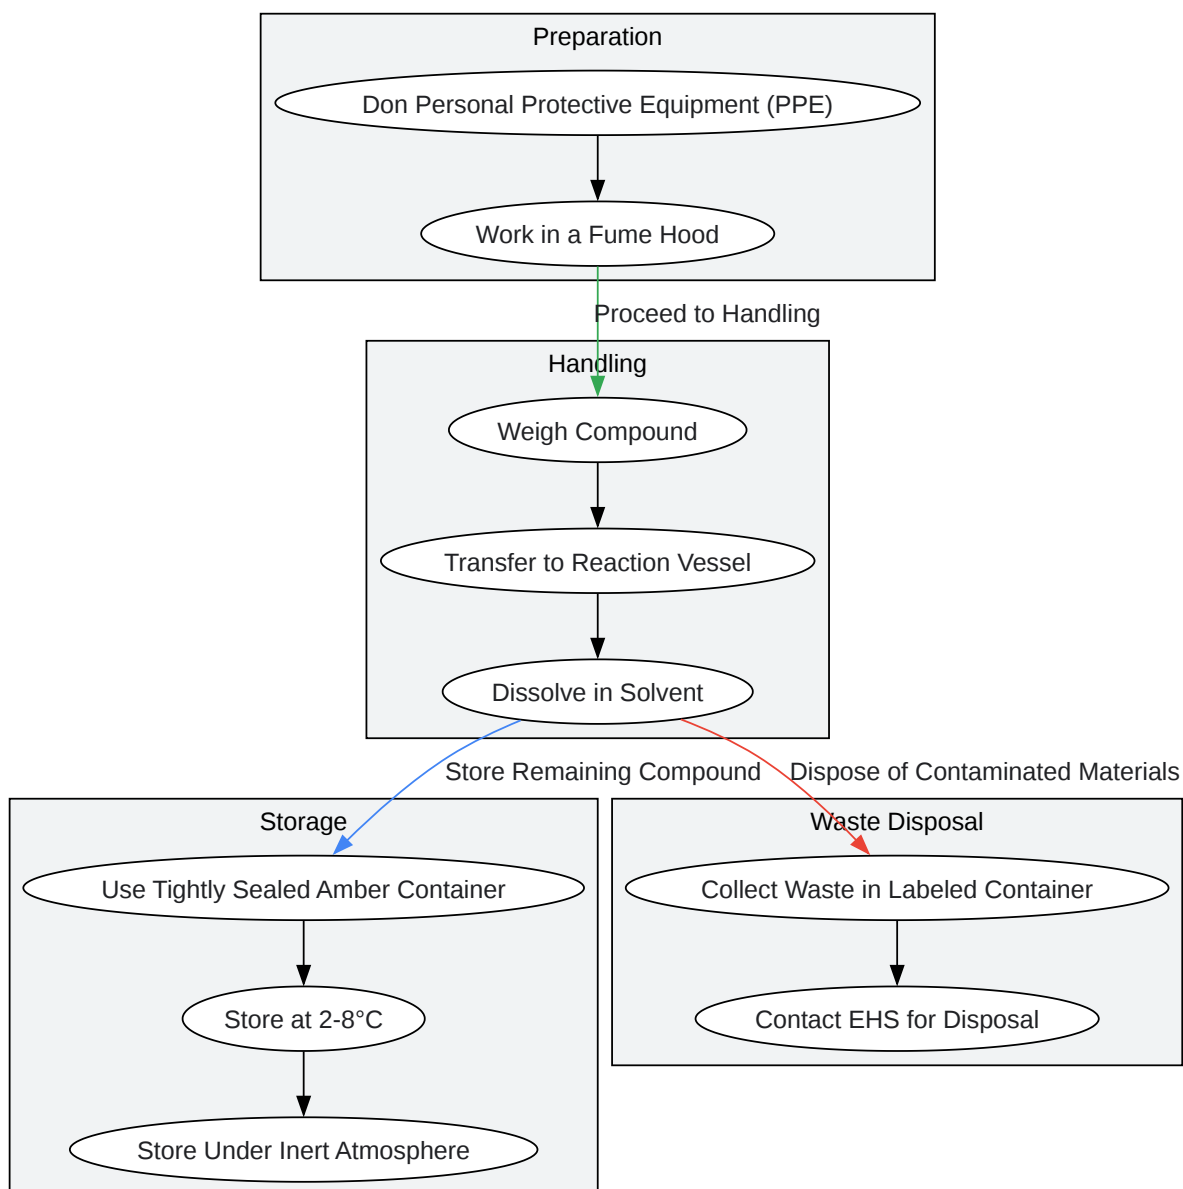 Preparation
Don Personal Protective Equipment (PPE)
Work in a Fume Hood
Proceed to Handling
Handling
Weigh Compound
Transfer to Reaction Vessel
Dissolve in Solvent
Store Remaining Compound
Dispose of Contaminated Materials
Storage
Waste Disposal
Use Tightly Sealed Amber Container
Collect Waste in Labeled Container
Store at 2-8°C
Contact EHS for Disposal
Store Under Inert Atmosphere